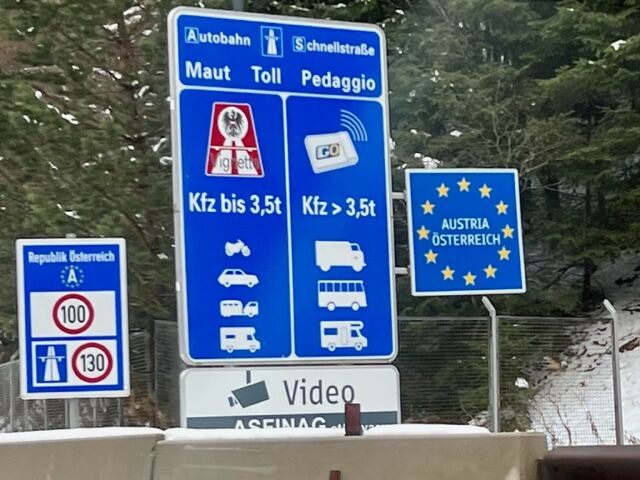 Autobahn Schnellstraße
Maut Toll Pedaggio
Vignette
GO
Kfz bis 3,5t Kfz > 3,5t
AUSTRIA
ÖSTERREICH
Republik Österreich
A
100
130
Video
ASFINAG